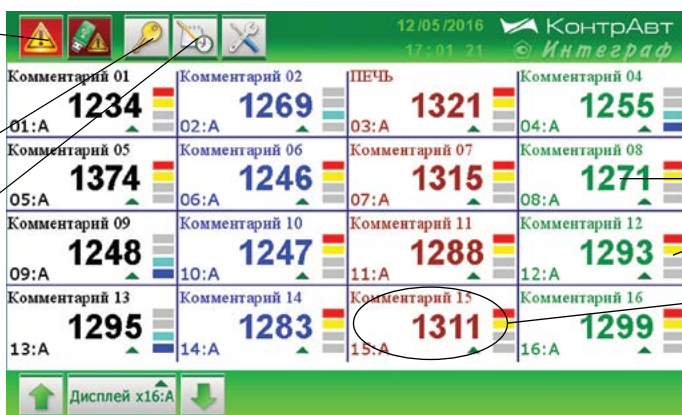 12/05/2016 КонтрАвт
17:01 21 © Интеграф
Комментарий 01 Комментарий 02 ПЕЧЬ Комментарий 04
1234 1269 1321 1255
01:A 02:A 03:A 04:A
Комментарий 05 Комментарий 06 Комментарий 07 Комментарий 08
1374 1246 1315 1271
05:A 06:A 07:A 08:A
Комментарий 09 Комментарий 10 Комментарий 11 Комментарий 12
1248 1247 1288 1293
09:A 10:A 11:A 12:A
Комментарий 13 Комментарий 14 Комментарий 15 Комментарий 16
1295 1283 1311 1299
13:A 14:A 15:A 16:A
Дисплей x16:A